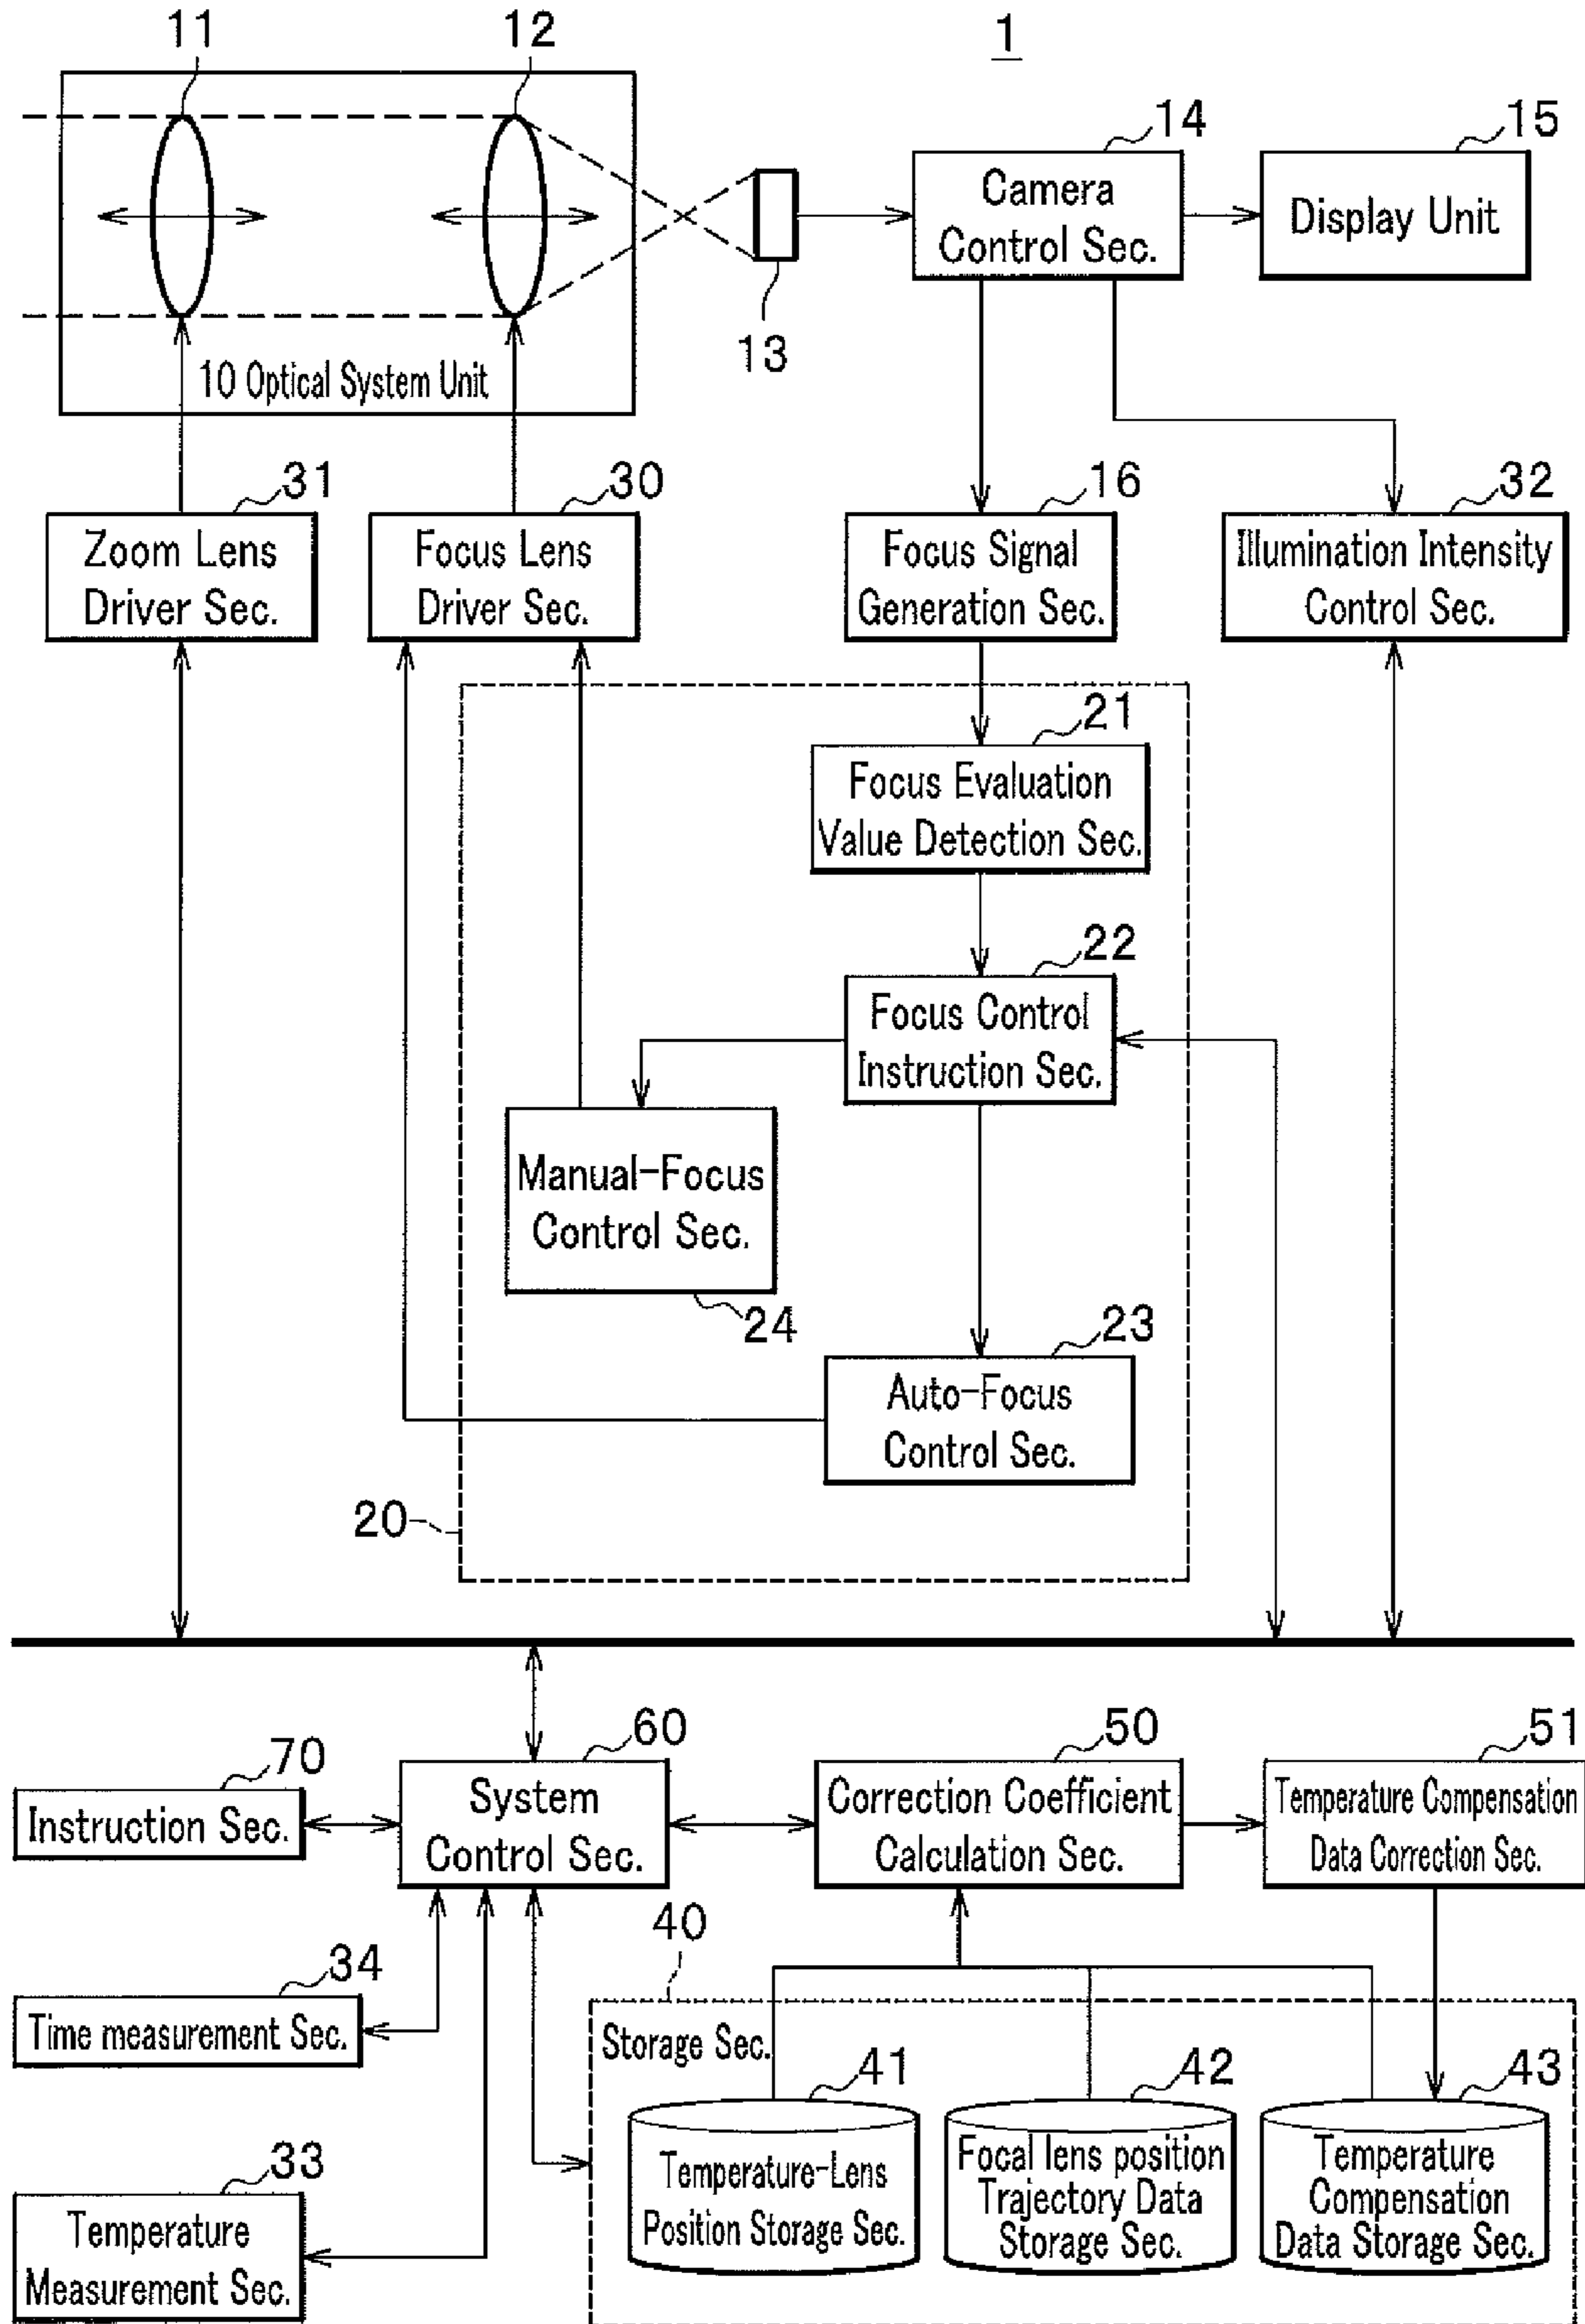 11
12
1
14
15
Camera
Control Sec.
Display Unit
13
10 Optical System Unit
31
30
16
32
Zoom Lens
Driver Sec.
Focus Lens
Driver Sec.
Focus Signal
Generation Sec.
Illumination Intensity
Control Sec.
21
Focus Evaluation
Value Detection Sec.
22
Focus Control
Instruction Sec.
Manual-Focus
Control Sec.
24
23
Auto-Focus
Control Sec.
20
60
50
51
70
System
Control Sec.
Correction Coefficient
Calculation Sec.
Temperature Compensation
Data Correction Sec.
Instruction Sec.
40
34
Time measurement Sec.
Storage Sec.
41
42
43
33
Temperature-Lens
Position Storage Sec.
Focal lens position
Trajectory Data
Storage Sec.
Temperature
Compensation
Data Storage Sec.
Temperature
Measurement Sec.